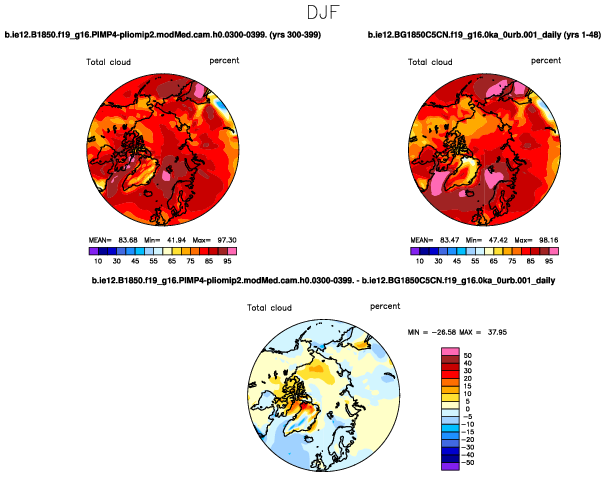 DJF
b.ie12.B1850.f19_g16.PIMP4-pliomip2.modMed.cam.h0.0300-0399. (yrs 300-399)
b.ie12.BG1850C5CN.f19_g16.0ka_0urb.001_daily (yrs 1-48)
Total cloud percent
Total cloud percent
MEAN= 83.68 Min= 41.94 Max= 97.30
MEAN= 83.47 Min= 47.42 Max= 98.16
10 30 45 55 65 75 85 95
10 30 45 55 65 75 85 95
b.ie12.B1850.f19_g16.PIMP4-pliomip2.modMed.cam.h0.0300-0399. - b.ie12.BG1850C5CN.f19_g16.0ka_0urb.001_daily
Total cloud percent
MIN = -26.58 MAX = 37.95
50
40
30
20
15
10
5
0
-5
-10
-15
-20
-30
-40
-50